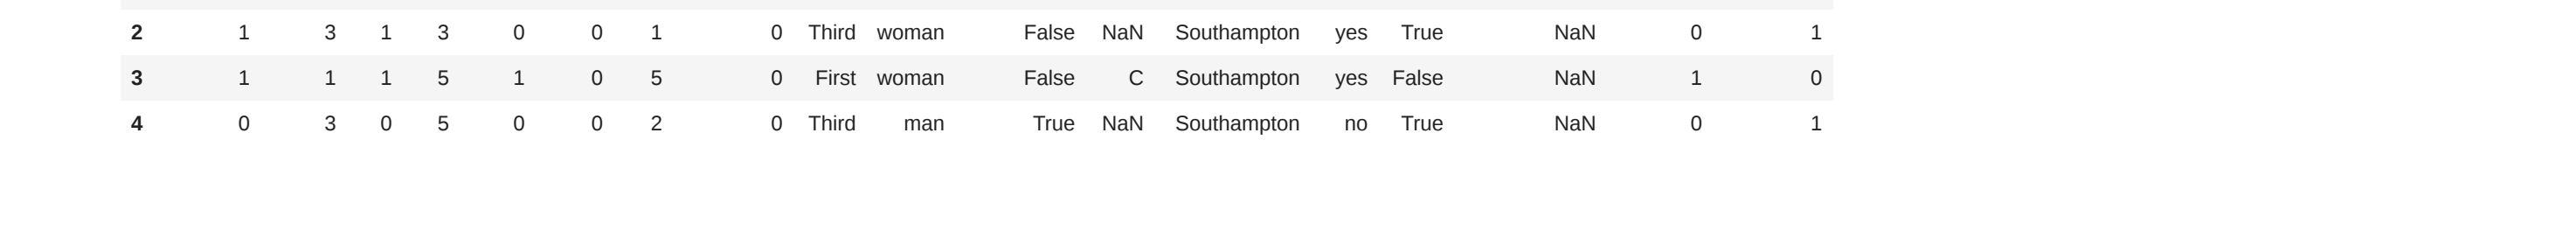 2 1 3 1 3 0 0 1 0 Third woman False NaN Southampton yes True NaN 0 1
3 1 1 1 5 1 0 5 0 First woman False C Southampton yes False NaN 1 0
4 0 3 0 5 0 0 2 0 Third man True NaN Southampton no True NaN 0 1